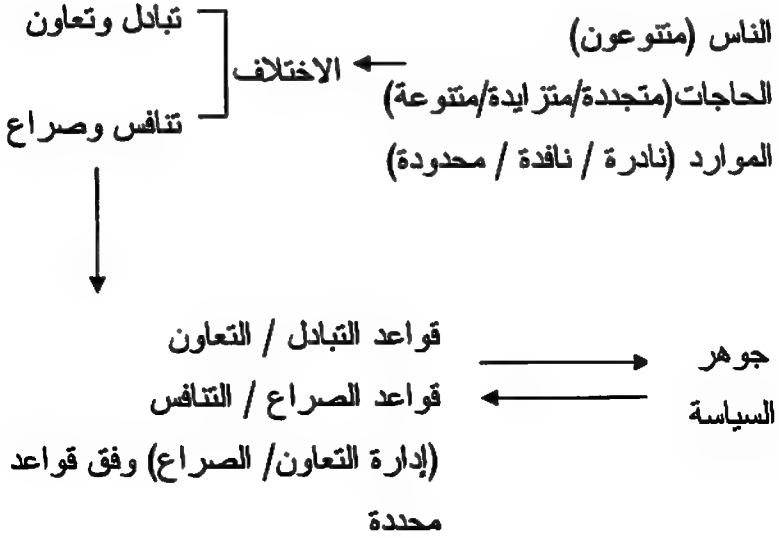 الناس (متنوعون)
الحاجات(متجددة/متزايدة/متنوعة)
الموارد (نادرة / نافدة / محدودة)
الاختلاف
تبادل وتعاون
تنافس وصراع
قواعد التبادل / التعاون
قواعد الصراع / التنافس
(إدارة التعاون/ الصراع) وفق قواعد
محددة
جوهر
السياسة